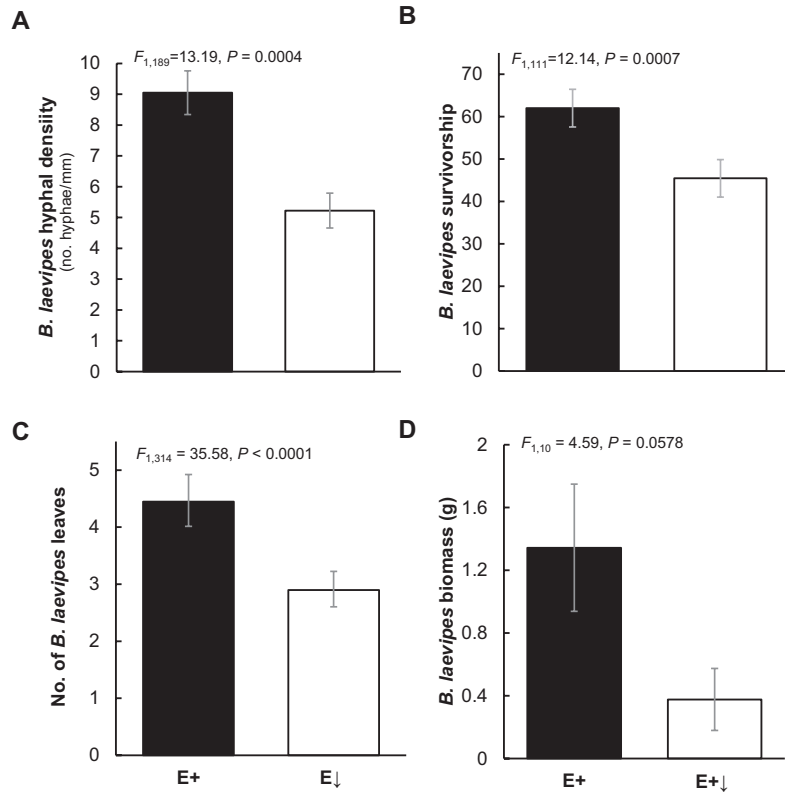 A
F1,189=13.19, P = 0.0004
B. laevipes hyphal densiity
(no. hyphae/mm)
10
9
8
7
6
5
4
3
2
1
0
B
F1,111=12.14, P = 0.0007
B. laevipes survivorship
70
60
50
40
30
20
10
0
C
F1,314 = 35.58, P < 0.0001
No. of B. laevipes leaves
5
4
3
2
1
0
E+ E↓
D
F1,10 = 4.59, P = 0.0578
B. laevipes biomass (g)
2
1.6
1.2
0.8
0.4
0
E+ E+↓